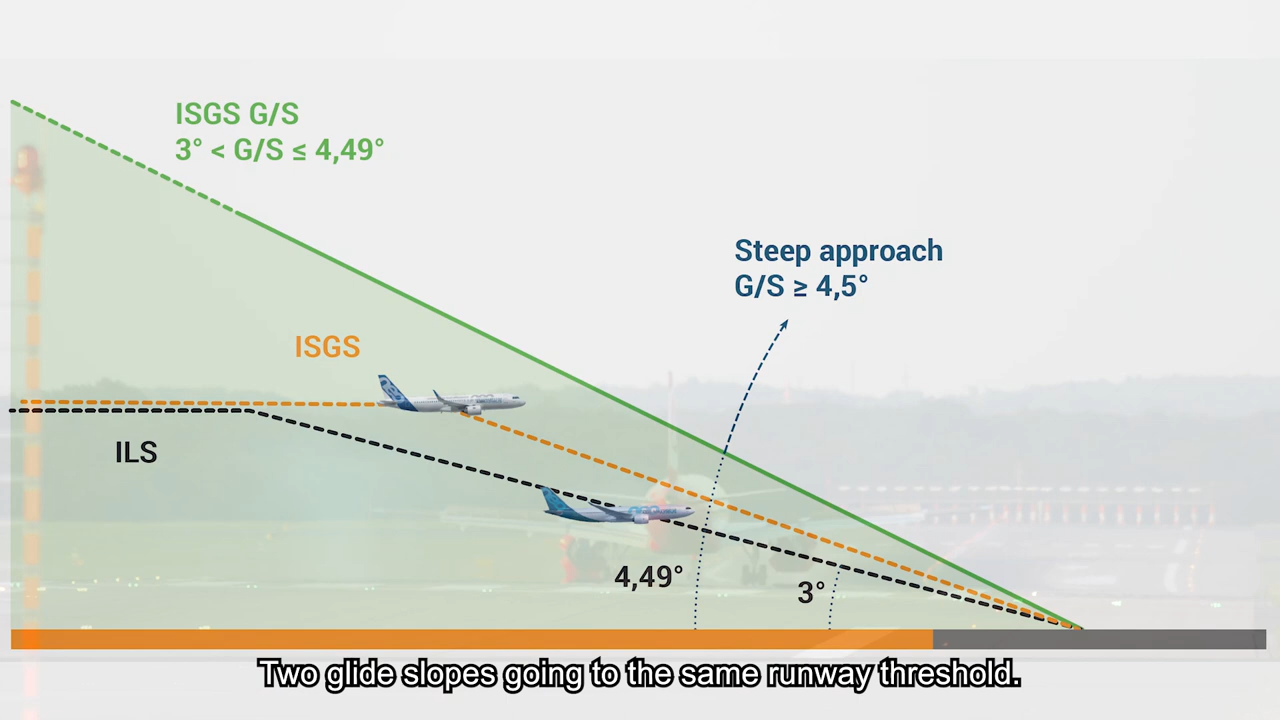 ISGS G/S
3° < G/S ≤ 4,49°
Steep approach
G/S ≥ 4,5°
ISGS
ILS
4,49°
3°
Two glide slopes going to the same runway threshold.